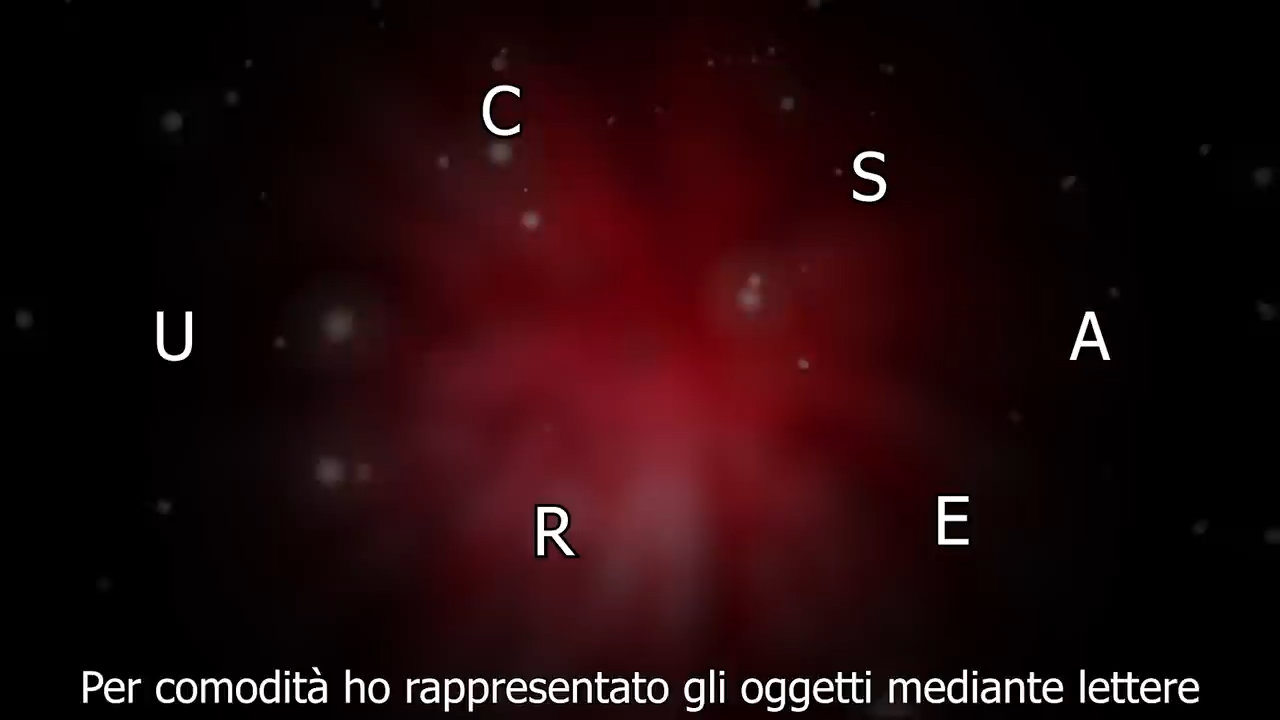 C
S
U
A
R
E
Per comodità ho rappresentato gli oggetti mediante lettere